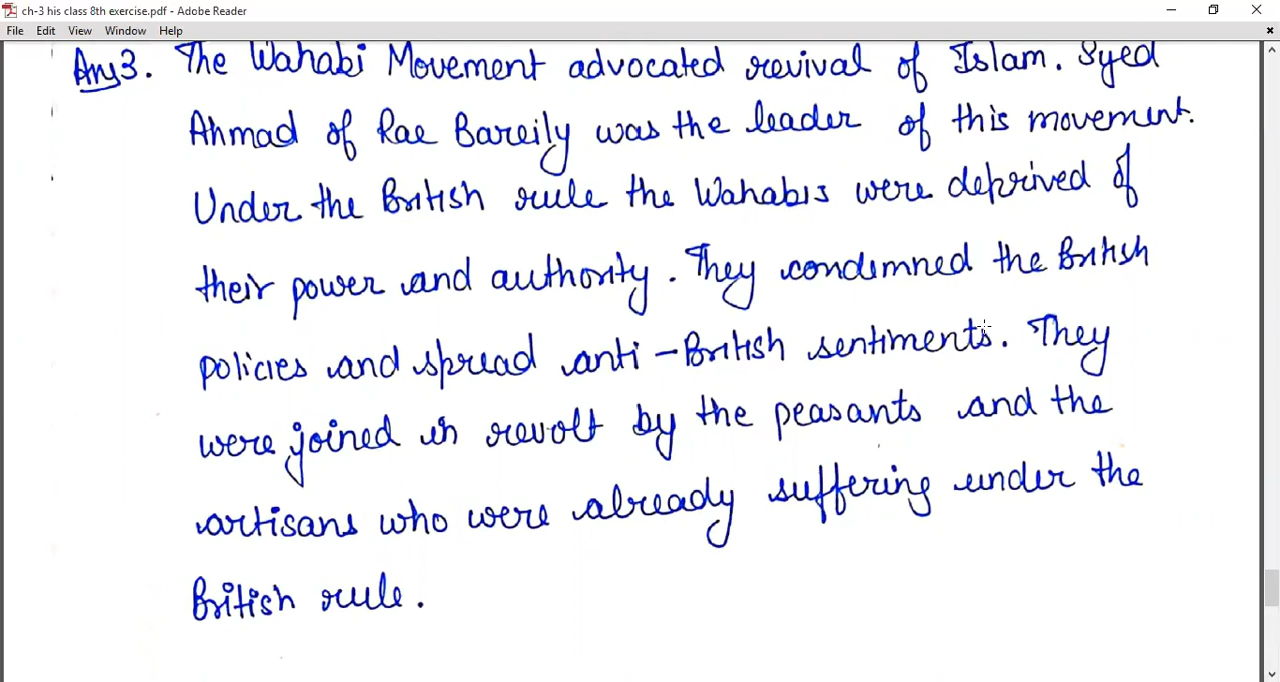 ch-3 his class 8th exercise.pdf - Adobe Reader
File Edit View Window Help
Ans 3. The Wahabi Movement advocated revival of Islam. Syed
Ahmad of Rae Bareily was the leader of this movement.
Under the British rule the Wahabis were deprived of
their power and authority. They condemned the British
policies and spread anti-British sentiments. They
were joined in revolt by the peasants and the
artisans who were already suffering under the
British rule.